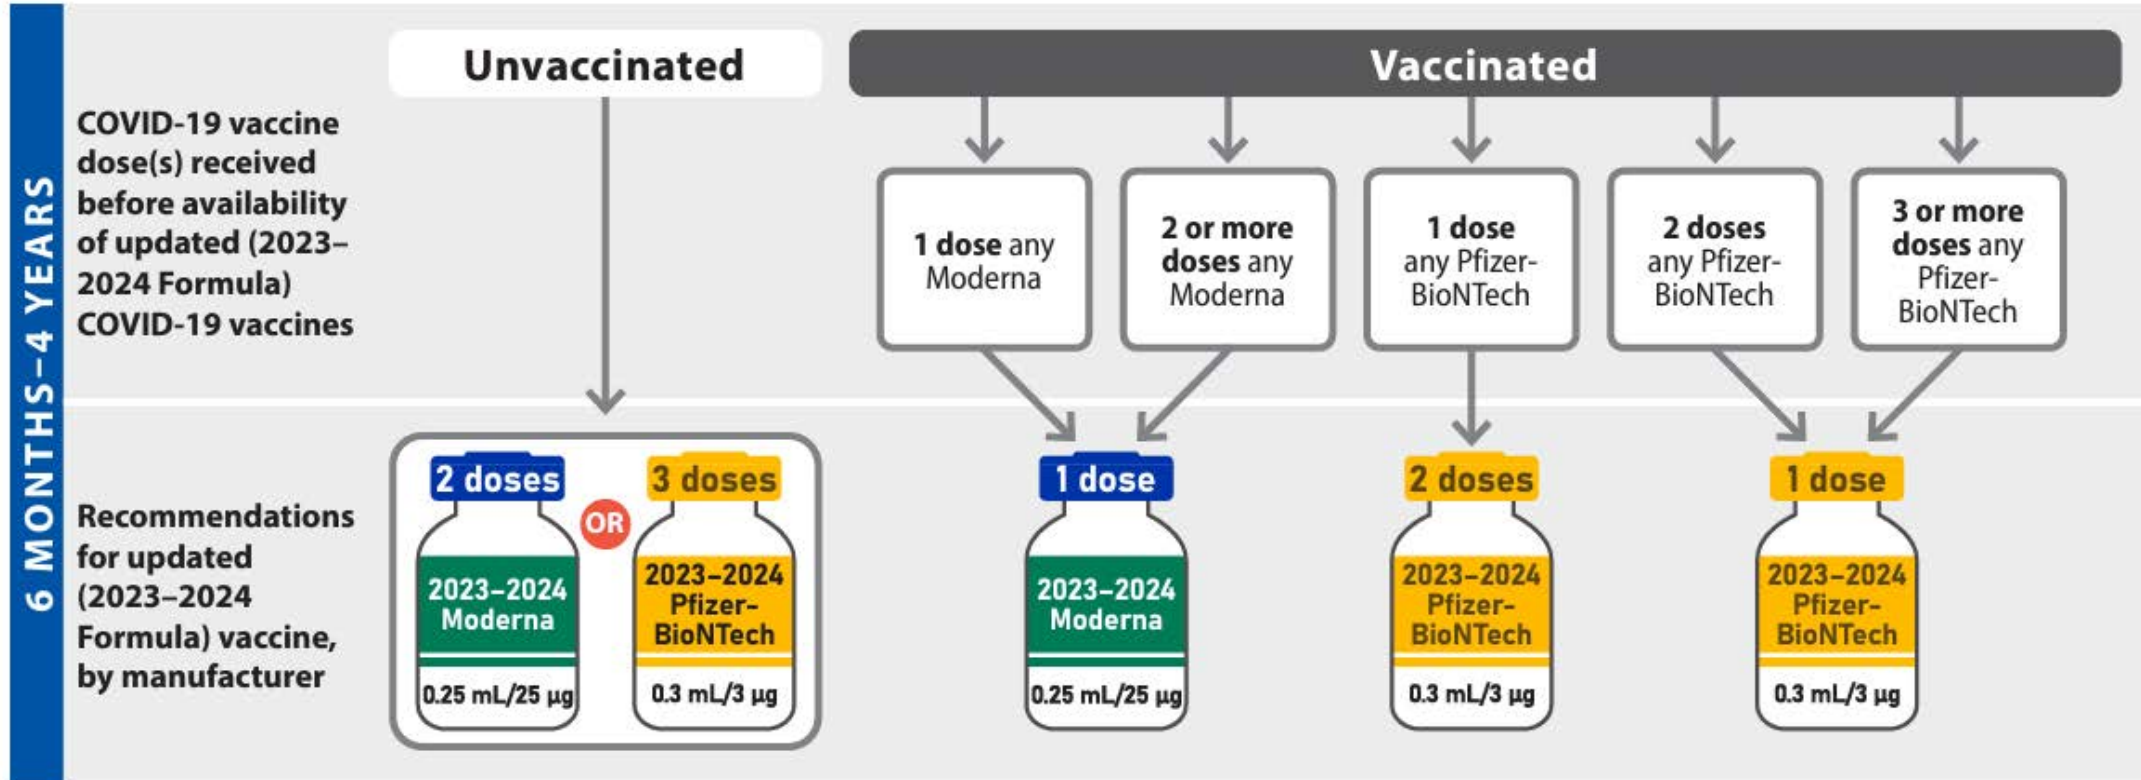 6 MONTHS–4 YEARS
COVID-19 vaccine
dose(s) received
before availability
of updated (2023–
2024 Formula)
COVID-19 vaccines
Unvaccinated
Vaccinated
1 dose any
Moderna
2 or more
doses any
Moderna
1 dose
any Pfizer-
BioNTech
2 doses
any Pfizer-
BioNTech
3 or more
doses any
Pfizer-
BioNTech
Recommendations
for updated
(2023–2024
Formula) vaccine,
by manufacturer
2 doses
2023–2024
Moderna
0.25 mL/25 µg
OR
3 doses
2023–2024
Pfizer-
BioNTech
0.3 mL/3 µg
1 dose
2023–2024
Moderna
0.25 mL/25 µg
2 doses
2023–2024
Pfizer-
BioNTech
0.3 mL/3 µg
1 dose
2023–2024
Pfizer-
BioNTech
0.3 mL/3 µg